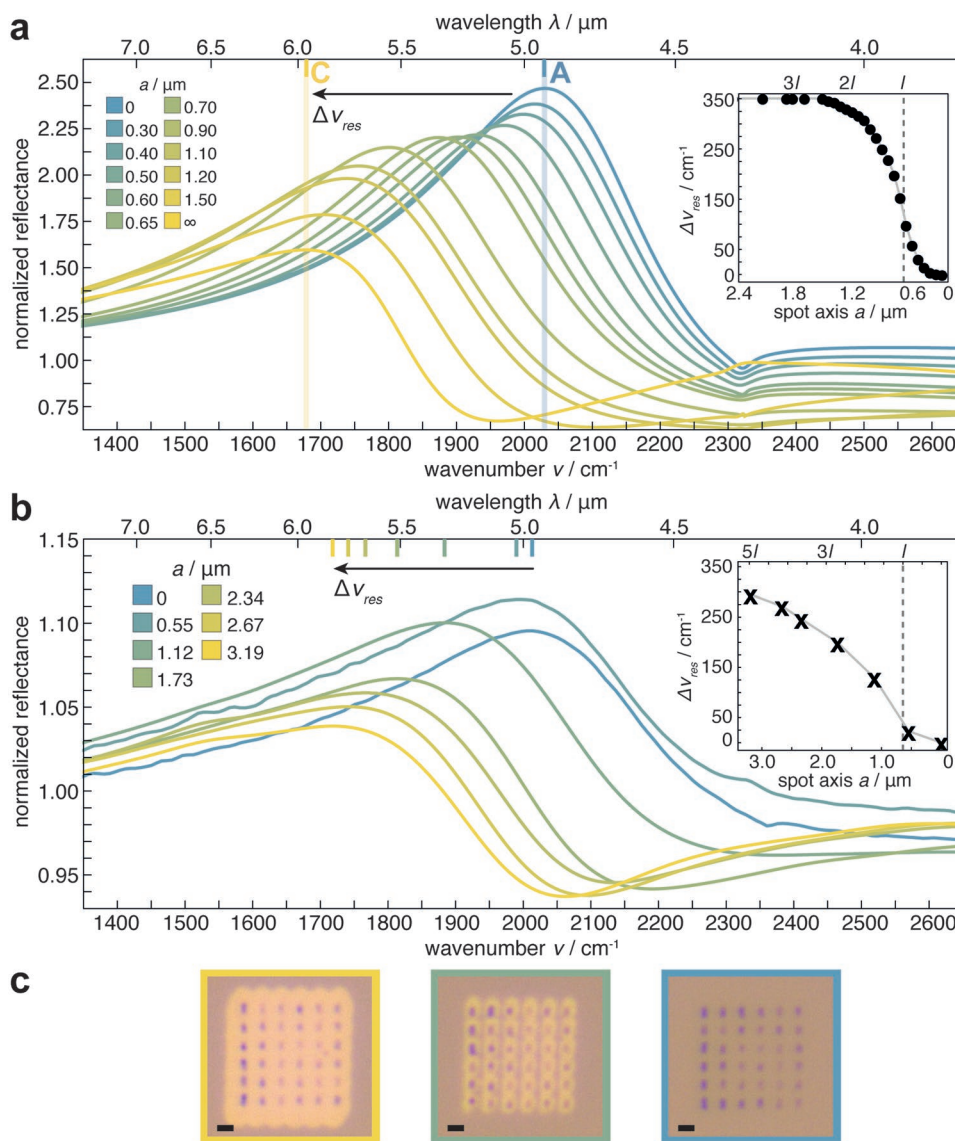 a
wavelength λ / μm
7.0 6.5 6.0 5.5 5.0 4.5 4.0
2.50
2.25
2.00
1.75
1.50
1.25
1.00
0.75
normalized reflectance
a / μm
0 0.70
0.30 0.90
0.40 1.10
0.50 1.20
0.60 1.50
0.65 ∞
C
A
Δν_res
3l 2l l
350
250
150
50
0
Δν_res / cm⁻¹
2.4 1.8 1.2 0.6 0
spot axis a / μm
1400 1500 1600 1700 1800 1900 2000 2100 2200 2300 2400 2500 2600
wavenumber ν / cm⁻¹
b
wavelength λ / μm
7.0 6.5 6.0 5.5 5.0 4.5 4.0
1.15
1.10
1.05
1.00
0.95
normalized reflectance
a / μm
0 2.34
0.55 2.67
1.12 3.19
1.73
Δν_res
5l 3l l
350
250
150
50
0
Δν_res / cm⁻¹
3.0 2.0 1.0 0
spot axis a / μm
1400 1500 1600 1700 1800 1900 2000 2100 2200 2300 2400 2500 2600
wavenumber ν / cm⁻¹
c